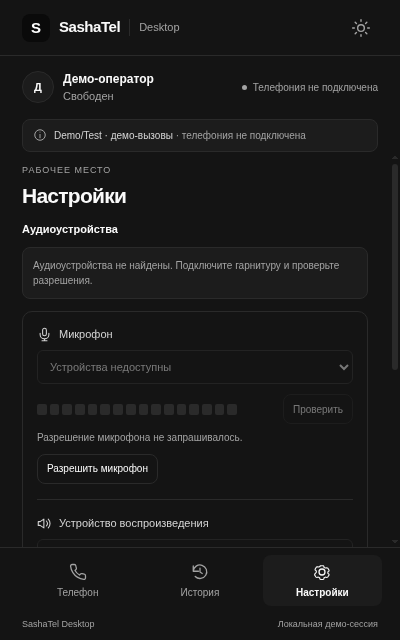 S SashaTel Desktop
Д Демо-оператор
Свободен
Телефония не подключена
Demo/Test · демо-вызовы · телефония не подключена
РАБОЧЕЕ МЕСТО
Настройки
Аудиоустройства
Аудиоустройства не найдены. Подключите гарнитуру и проверьте
разрешения.
Микрофон
Устройства недоступны
Проверить
Разрешение микрофона не запрашивалось.
Разрешить микрофон
Устройство воспроизведения
Телефон История Настройки
SashaTel Desktop Локальная демо-сессия